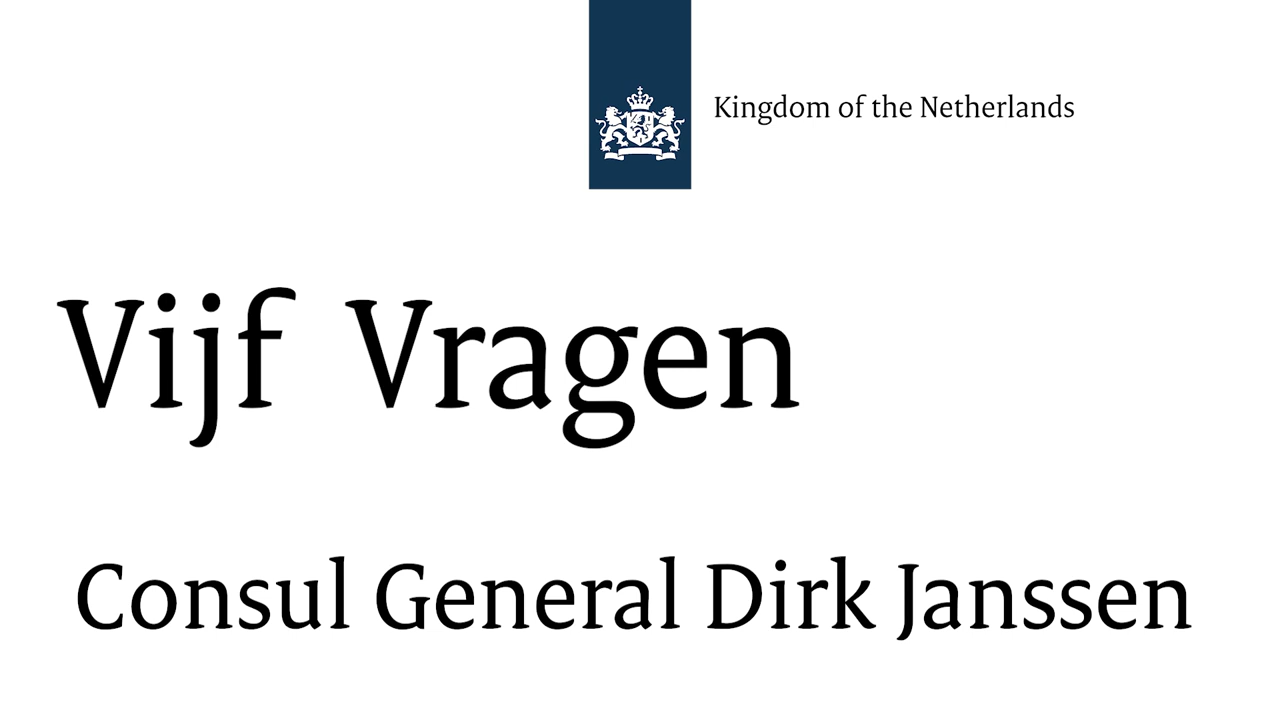 Kingdom of the Netherlands
Vijf Vragen
Consul General Dirk Janssen